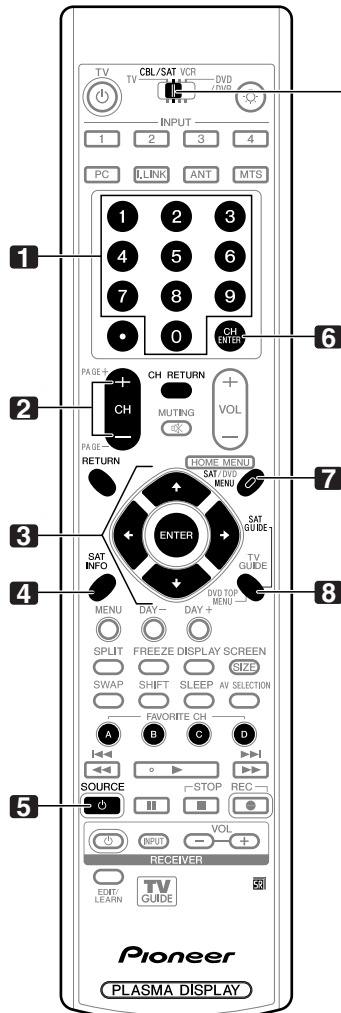 TV
CBL/SAT VCR
TV
DVD
/DVR
INPUT
1 2 3 4
PC I.LINK ANT MTS
1 2 3
1
4 5 6
7 8 9
• 0 CH ENTER
6
PAGE+
+
CH
–
PAGE–
2
CH RETURN
MUTING
+
VOL
–
RETURN
HOME MENU
SAT/DVD
MENU
7
3
ENTER
SAT
GUIDE
SAT
INFO
4
TV
GUIDE
DVD TOP
MENU
8
MENU DAY– DAY+
SPLIT FREEZE DISPLAY SCREEN
SIZE
SWAP SHIFT SLEEP AV SELECTION
FAVORITE CH
A B C D
SOURCE
5
STOP REC
INPUT
VOL
– +
RECEIVER
EDIT/
LEARN
TV
GUIDE
SR
Pioneer
PLASMA DISPLAY